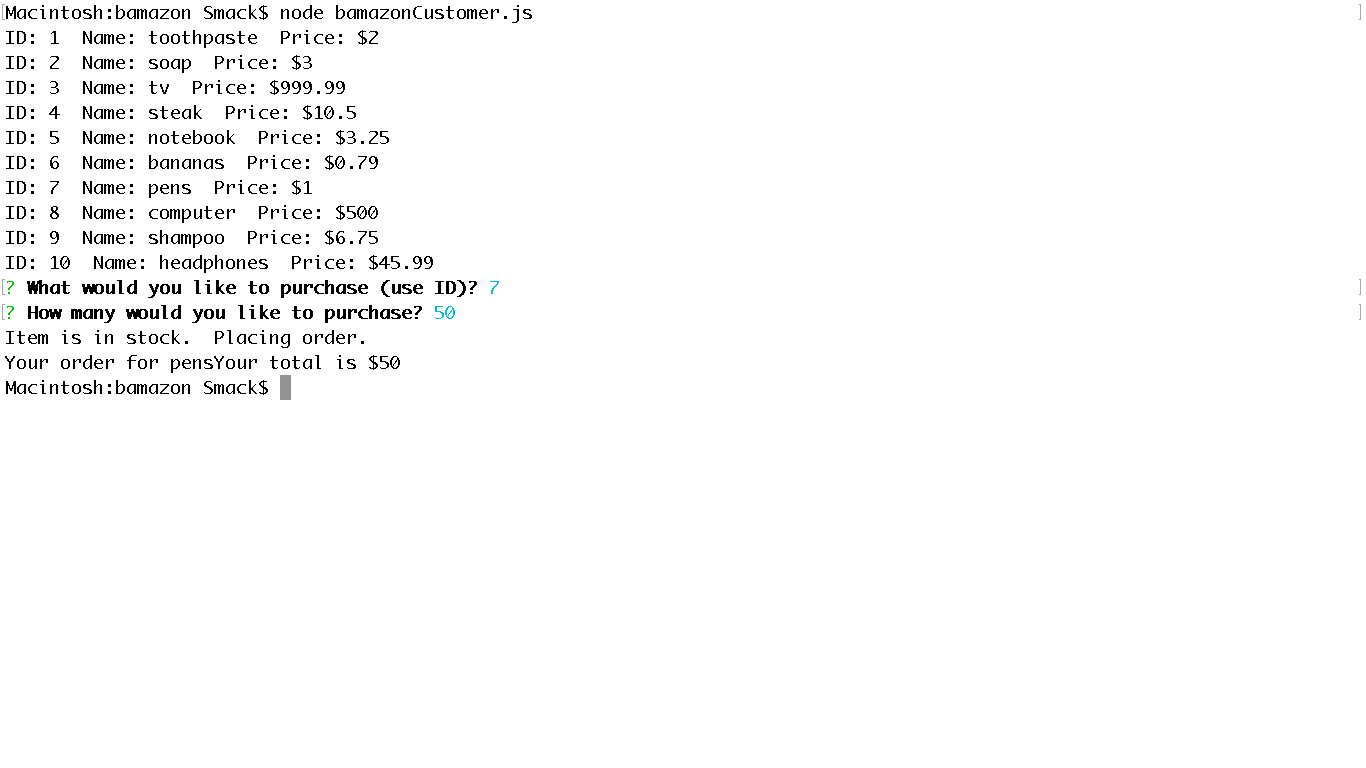 [Macintosh:bamazon Smack$ node bamazonCustomer.js ]
ID: 1  Name: toothpaste  Price: $2
ID: 2  Name: soap  Price: $3
ID: 3  Name: tv  Price: $999.99
ID: 4  Name: steak  Price: $10.5
ID: 5  Name: notebook  Price: $3.25
ID: 6  Name: bananas  Price: $0.79
ID: 7  Name: pens  Price: $1
ID: 8  Name: computer  Price: $500
ID: 9  Name: shampoo  Price: $6.75
ID: 10  Name: headphones  Price: $45.99
[? What would you like to purchase (use ID)? 7 ]
[? How many would you like to purchase? 50 ]
Item is in stock.  Placing order.
Your order for pensYour total is $50
Macintosh:bamazon Smack$